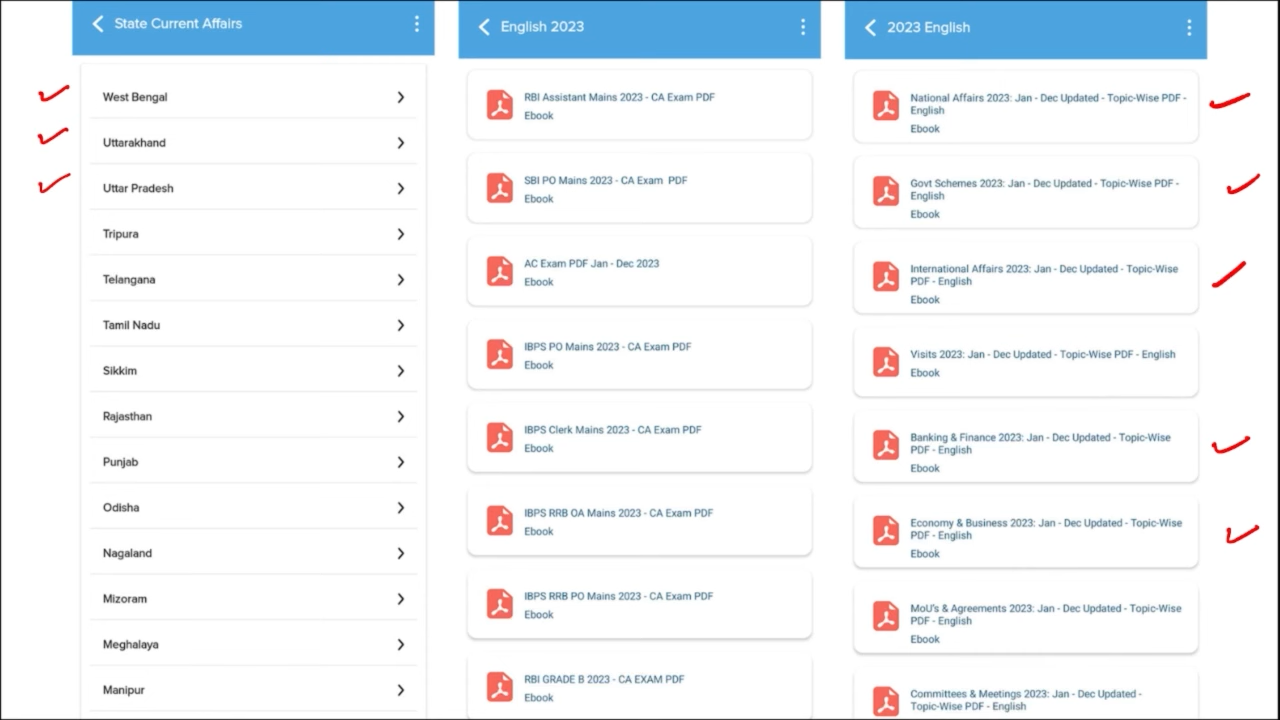 State Current Affairs
West Bengal
Uttarakhand
Uttar Pradesh
Tripura
Telangana
Tamil Nadu
Sikkim
Rajasthan
Punjab
Odisha
Nagaland
Mizoram
Meghalaya
Manipur
English 2023
RBI Assistant Mains 2023 - CA Exam PDF
Ebook
SBI PO Mains 2023 - CA Exam PDF
Ebook
AC Exam PDF Jan - Dec 2023
Ebook
IBPS PO Mains 2023 - CA Exam PDF
Ebook
IBPS Clerk Mains 2023 - CA Exam PDF
Ebook
IBPS RRB OA Mains 2023 - CA Exam PDF
Ebook
IBPS RRB PO Mains 2023 - CA Exam PDF
Ebook
RBI GRADE B 2023 - CA EXAM PDF
Ebook
2023 English
National Affairs 2023: Jan - Dec Updated - Topic-Wise PDF -
English
Ebook
Govt Schemes 2023: Jan - Dec Updated - Topic-Wise PDF -
English
Ebook
International Affairs 2023: Jan - Dec Updated - Topic-Wise
PDF - English
Ebook
Visits 2023: Jan - Dec Updated - Topic-Wise PDF - English
Ebook
Banking & Finance 2023: Jan - Dec Updated - Topic-Wise
PDF - English
Ebook
Economy & Business 2023: Jan - Dec Updated - Topic-Wise
PDF - English
Ebook
MoU's & Agreements 2023: Jan - Dec Updated - Topic-Wise
PDF - English
Ebook
Committees & Meetings 2023: Jan - Dec Updated -
Topic-Wise PDF - English